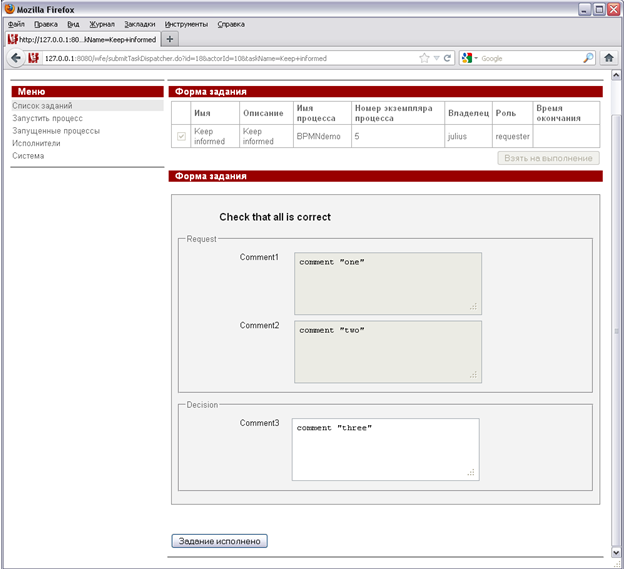 Mozilla Firefox
Файл Правка Вид Журнал Закладки Инструменты Справка
http://127.0.0.1:80...kName=Keep+informed
127.0.0.1:8080/wfe/submitTaskDispatcher.do?id=18&actorId=10&taskName=Keep+informed
Google
Меню
Список заданий
Запустить процесс
Запущенные процессы
Исполнители
Система
Форма задания
Имя Описание Имя процесса Номер экземпляра процесса Владелец Роль Время окончания
Keep informed Keep informed BPMNdemo 5 julius requester
Взять на выполнение
Форма задания
Check that all is correct
Request
Comment1 comment "one"
Comment2 comment "two"
Decision
Comment3 comment "three"
Задание исполнено